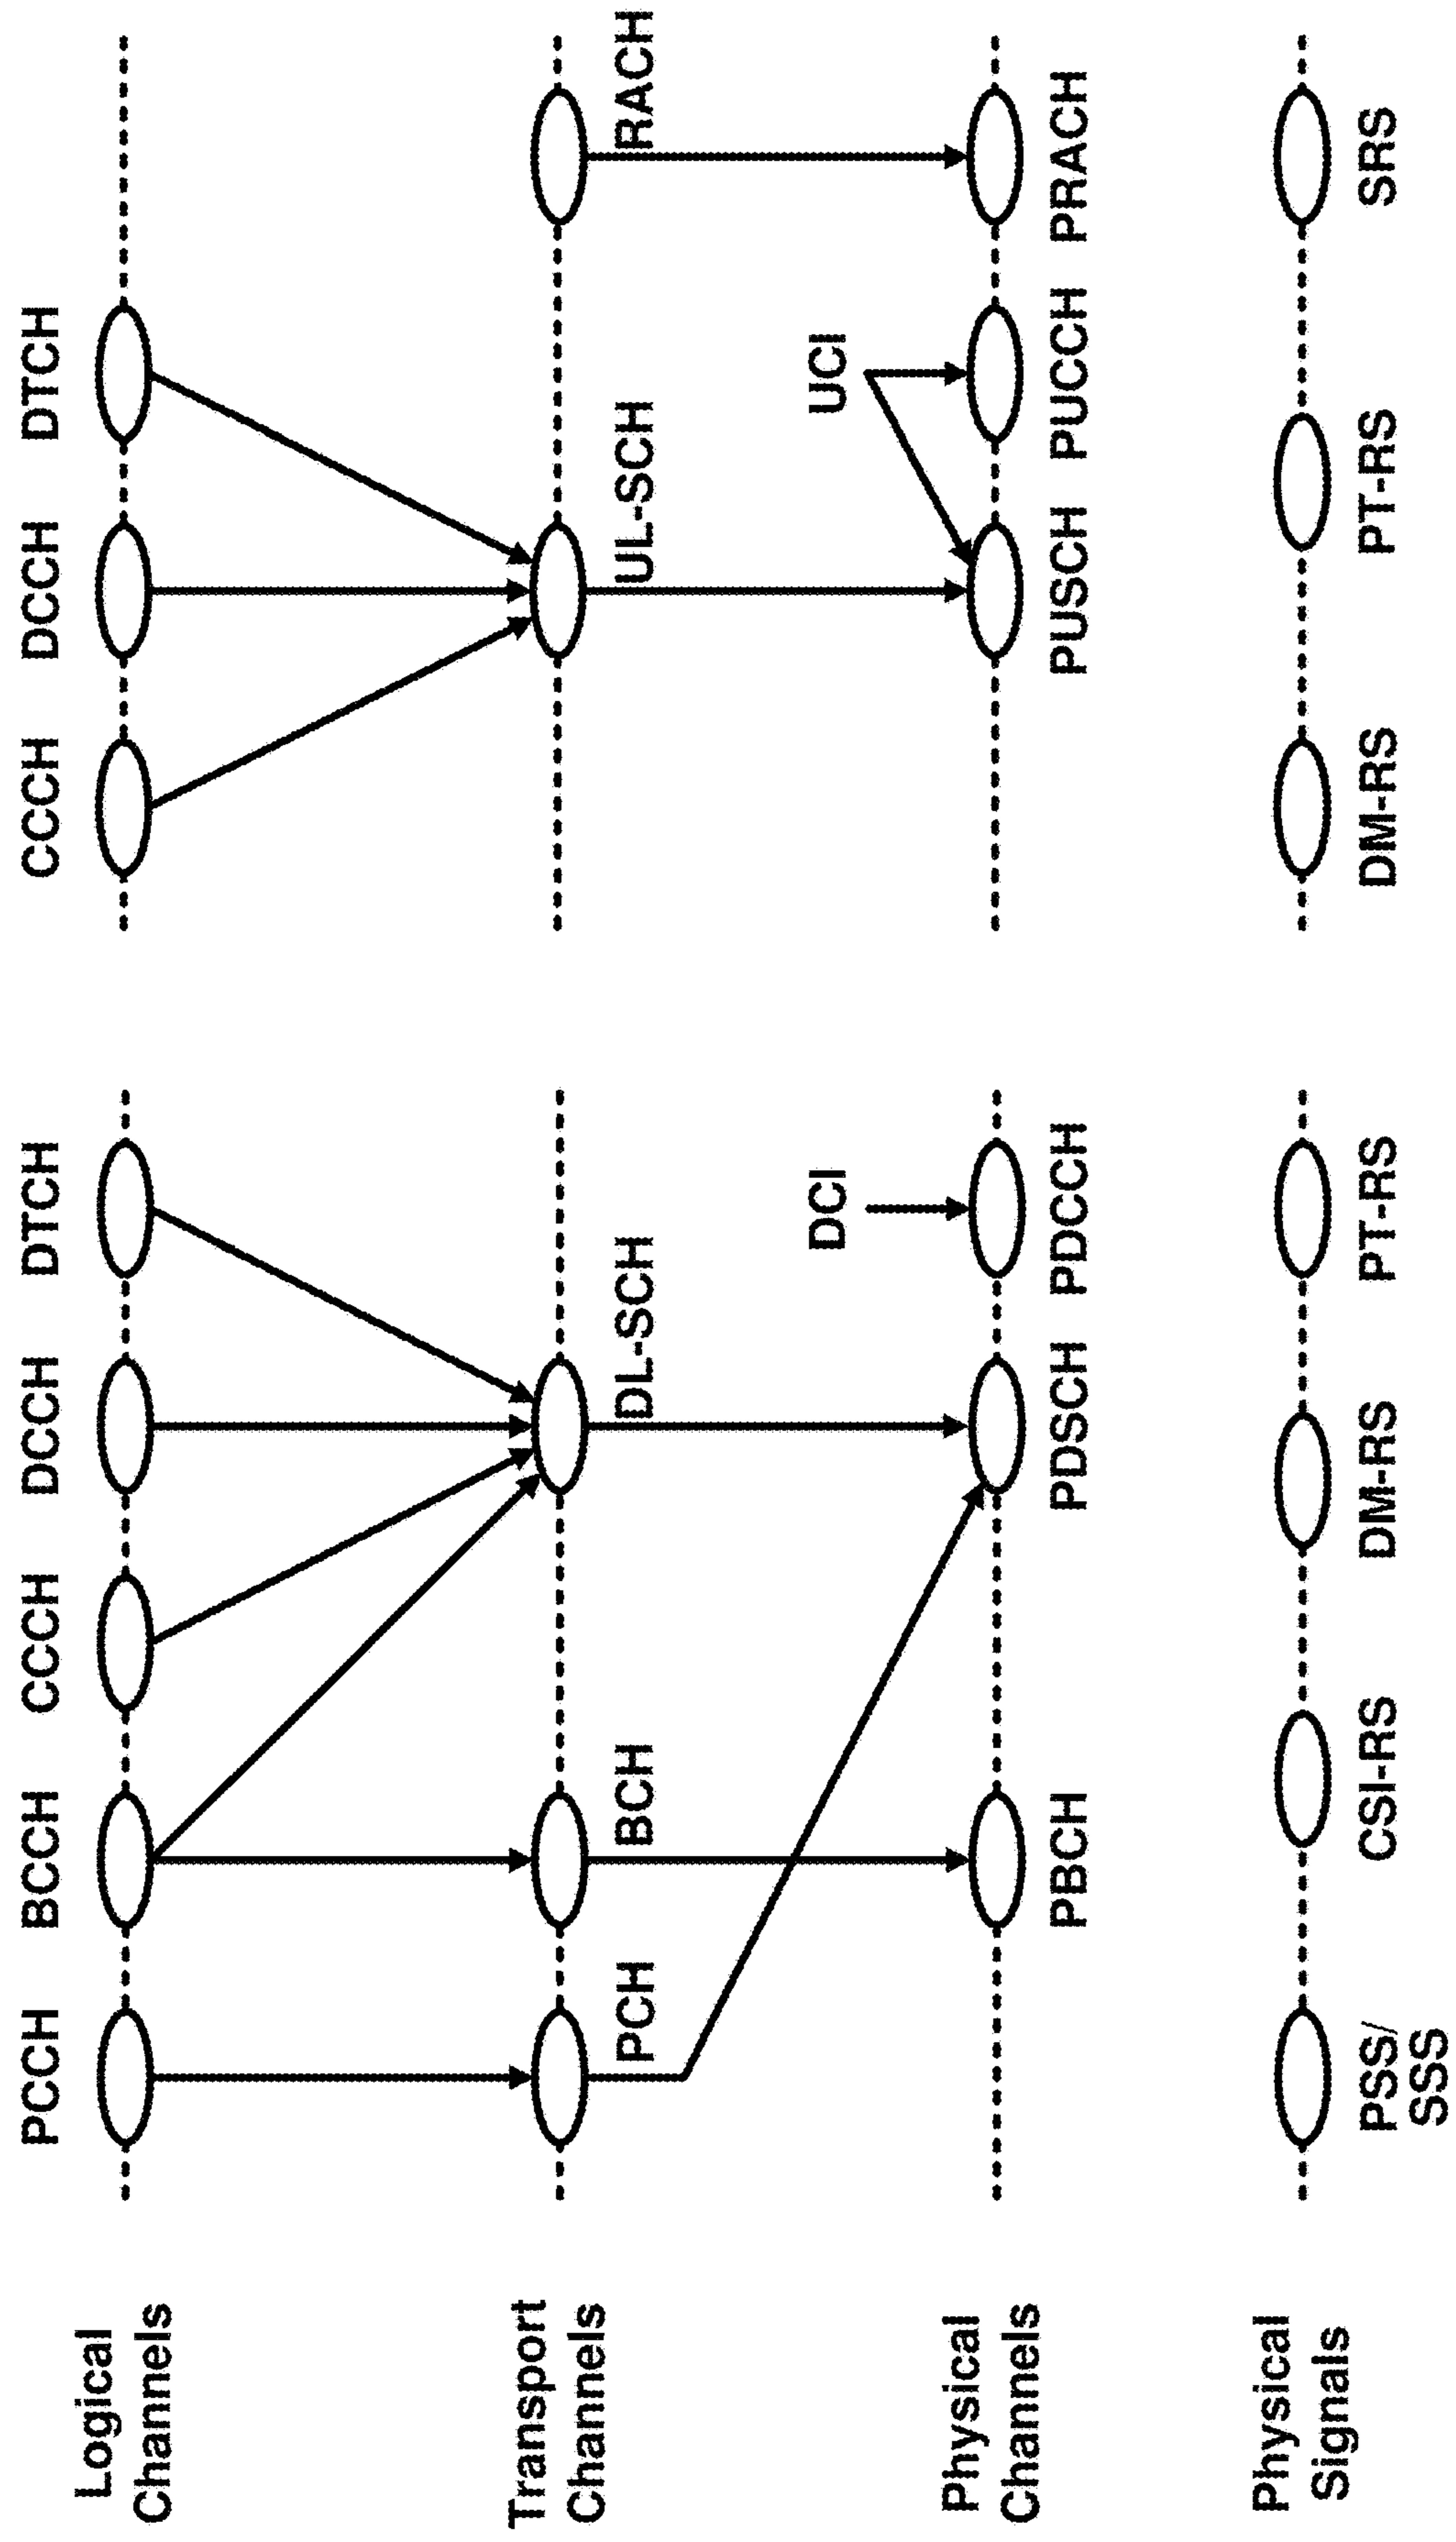 Logical
Channels
PCCH BCCH CCCH DCCH DTCH CCCH DCCH DTCH
Transport
Channels
PCH BCH DL-SCH UL-SCH RACH
DCI UCI
Physical
Channels
PBCH PDSCH PDCCH PUSCH PUCCH PRACH
Physical
Signals
PSS/
SSS
CSI-RS DM-RS PT-RS DM-RS PT-RS SRS